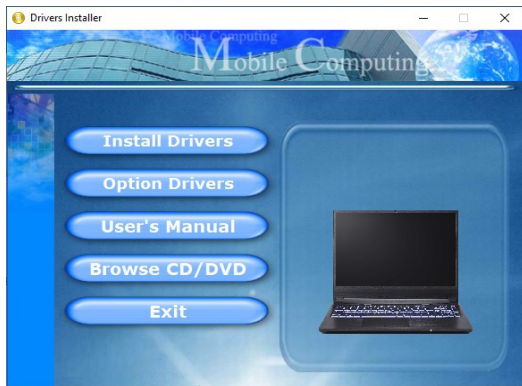 Drivers Installer
Mobile Computing
Mobile Computing
Install Drivers
Option Drivers
User's Manual
Browse CD/DVD
Exit